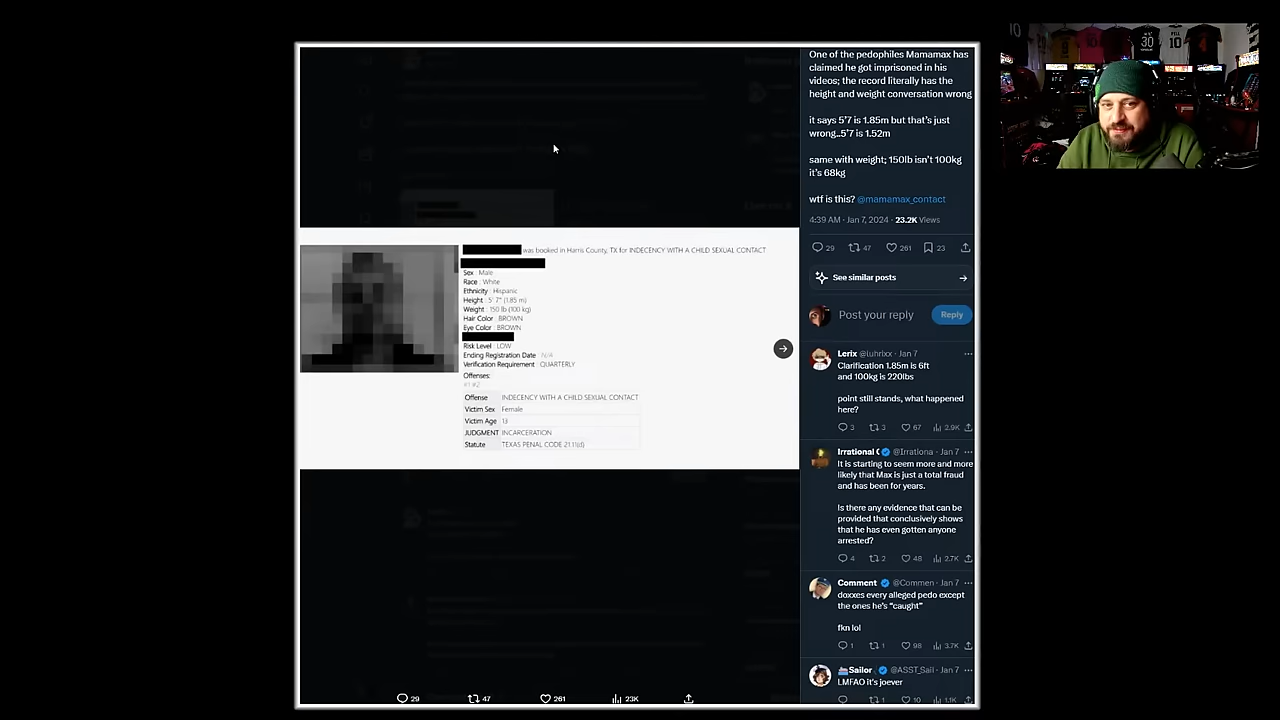 One of the pedophiles Mamamax has
claimed he got imprisoned in his
videos; the record literally has the
height and weight conversation wrong
it says 5'7 is 1.85m but that's just
wrong..5'7 is 1.52m
same with weight; 150lb isn't 100kg
it's 68kg
wtf is this? @mamamax_contact
4:39 AM · Jan 7, 2024 · 23.2K Views
29 47 261 23
See similar posts
Post your reply Reply
Lerix @luhrixx · Jan 7
Clarification 1.85m is 6ft
and 100kg is 220lbs
point still stands, what happened
here?
3 3 67 2.9K
Irrational @Irrationa · Jan 7
It is starting to seem more and more
likely that Max is just a total fraud
and has been for years.
Is there any evidence that can be
provided that conclusively shows
that he has even gotten anyone
arrested?
4 2 48 2.7K
Comment @Commen · Jan 7
doxxes every alleged pedo except
the ones he's "caught"
fkn lol
1 1 98 3.7K
Sailor @ASST_Sail · Jan 7
LMFAO it's joever
1 10 1.1K
was booked in Harris County, TX for INDECENCY WITH A CHILD SEXUAL CONTACT
Sex : Male
Race : White
Ethnicity : Hispanic
Height : 5' 7" (1.85 m)
Weight : 150 lb (100 kg)
Hair Color : BROWN
Eye Color : BROWN
Risk Level : LOW
Ending Registration Date : N/A
Verification Requirement : QUARTERLY
Offenses:
#1 #2
Offense INDECENCY WITH A CHILD SEXUAL CONTACT
Victim Sex Female
Victim Age 13
JUDGMENT INCARCERATION
Statute TEXAS PENAL CODE 21.11(d)
29 47 261 23K
10
30
10
4